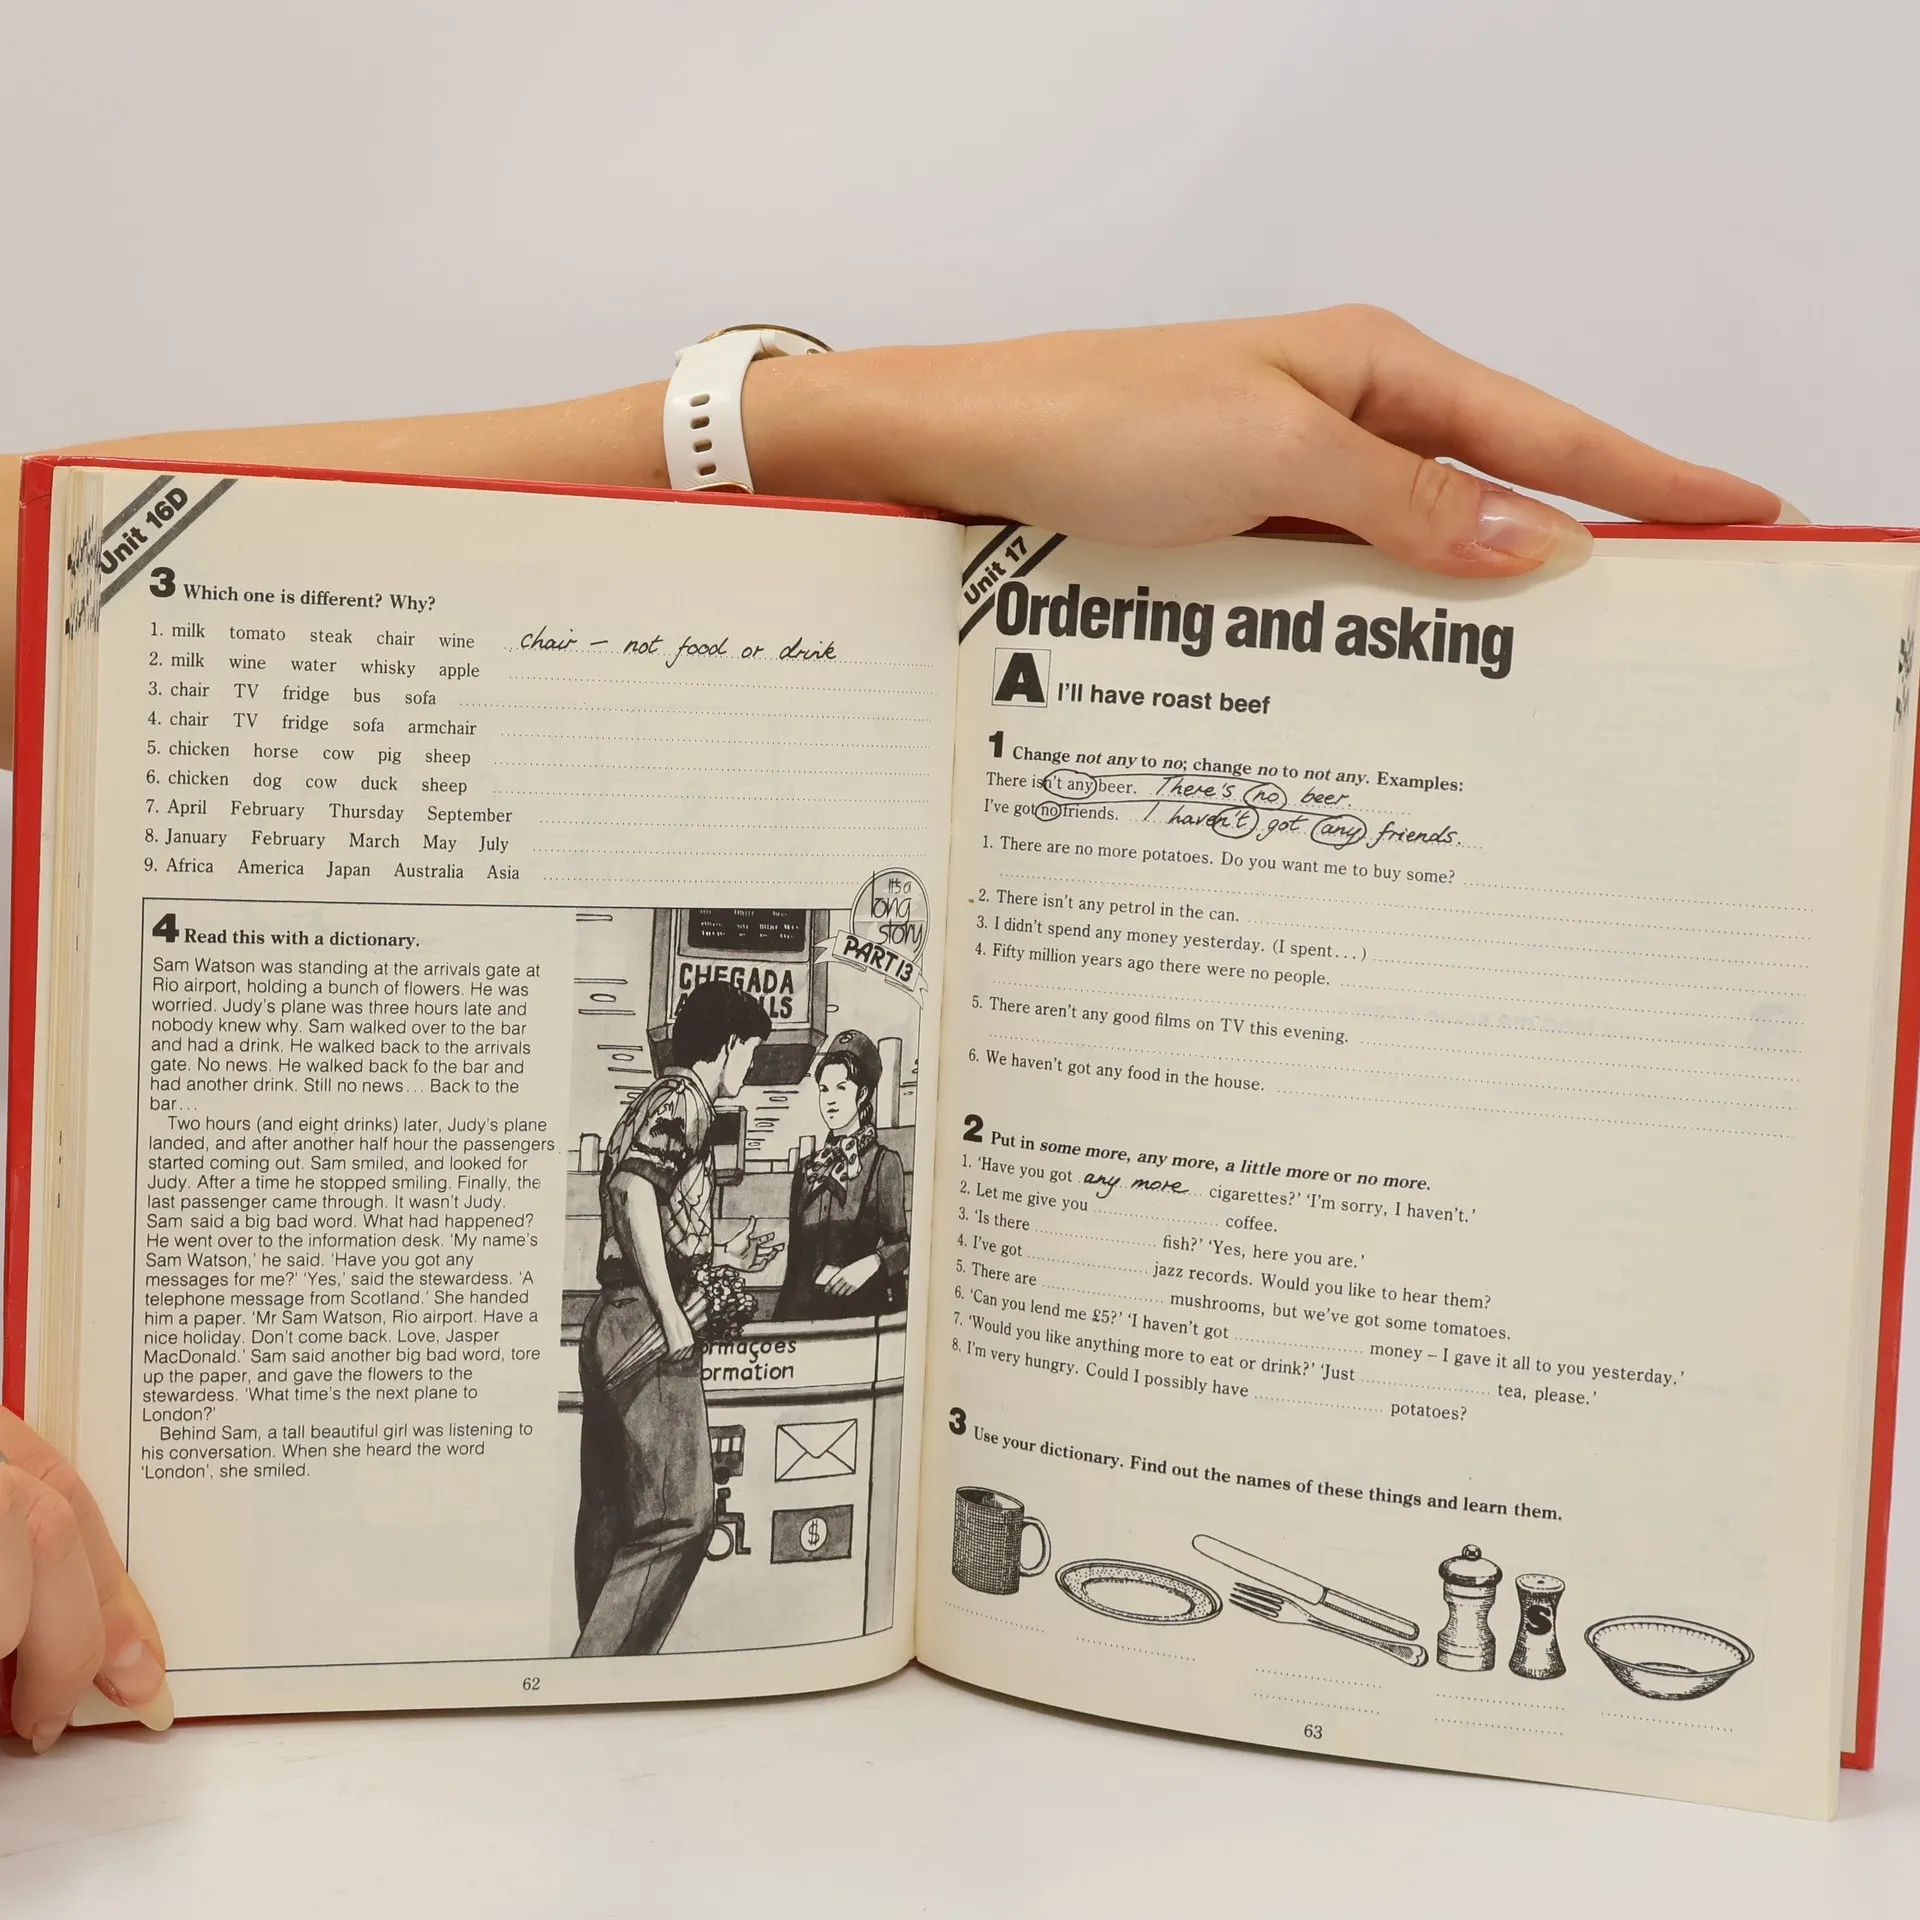 Unit 16D
3 Which one is different? Why?
1. milk tomato steak chair wine chair – not food or drink
2. milk wine water whisky apple
3. chair TV fridge bus sofa
4. chair TV fridge sofa armchair
5. chicken horse cow pig sheep
6. chicken dog cow duck sheep
7. April February Thursday September
8. January February March May July
9. Africa America Japan Australia Asia
It's a
long
story
PART 13
4 Read this with a dictionary.
Sam Watson was standing at the arrivals gate at
Rio airport, holding a bunch of flowers. He was
worried. Judy's plane was three hours late and
nobody knew why. Sam walked over to the bar
and had a drink. He walked back to the arrivals
gate. No news. He walked back to the bar and
had another drink. Still no news... Back to the
bar...
Two hours (and eight drinks) later, Judy's plane
landed, and after another half hour the passengers
started coming out. Sam smiled, and looked for
Judy. After a time he stopped smiling. Finally, the
last passenger came through. It wasn't Judy.
Sam said a big bad word. What had happened?
He went over to the information desk. 'My name's
Sam Watson,' he said. 'Have you got any
messages for me?' 'Yes,' said the stewardess. 'A
telephone message from Scotland.' She handed
him a paper. 'Mr Sam Watson, Rio airport. Have a
nice holiday. Don't come back. Love, Jasper
MacDonald.' Sam said another big bad word, tore
up the paper, and gave the flowers to the
stewardess. 'What time's the next plane to
London?'
Behind Sam, a tall beautiful girl was listening to
his conversation. When she heard the word
'London', she smiled.
CHEGADA
A LS
ormaçoes
ormation
$
62
Unit 17
Ordering and asking
A I'll have roast beef
1 Change not any to no; change no to not any. Examples:
There isn't any beer. There's no beer.
I've got no friends. I haven't got any friends.
1. There are no more potatoes. Do you want me to buy some?
2. There isn't any petrol in the can.
3. I didn't spend any money yesterday. (I spent...)
4. Fifty million years ago there were no people.
5. There aren't any good films on TV this evening.
6. We haven't got any food in the house.
2 Put in some more, any more, a little more or no more.
1. 'Have you got any more cigarettes?' 'I'm sorry, I haven't.'
2. Let me give you coffee.
3. 'Is there fish?' 'Yes, here you are.'
4. I've got jazz records. Would you like to hear them?
5. There are mushrooms, but we've got some tomatoes.
6. 'Can you lend me £5?' 'I haven't got money – I gave it all to you yesterday.'
7. 'Would you like anything more to eat or drink?' 'Just tea, please.'
8. I'm very hungry. Could I possibly have potatoes?
3 Use your dictionary. Find out the names of these things and learn them.
S
63